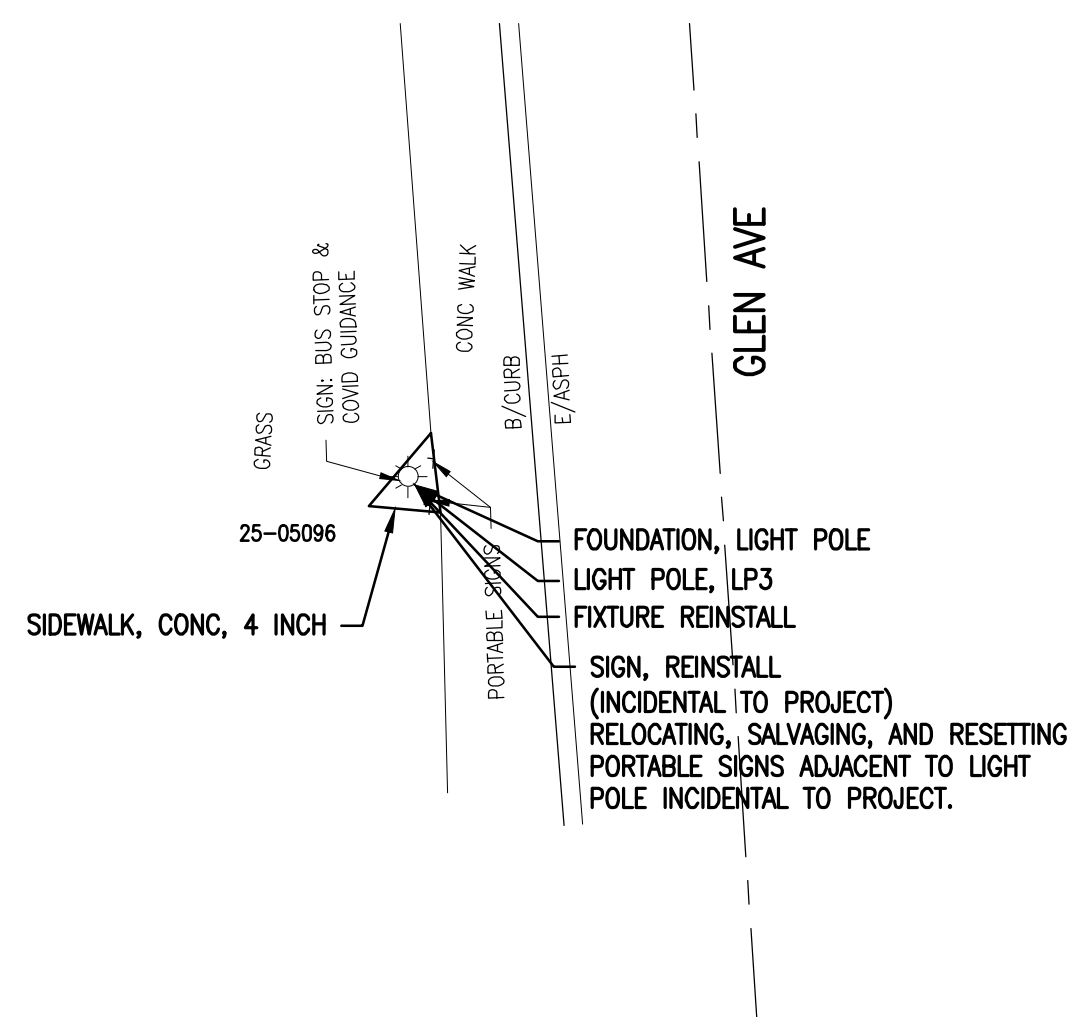 GLEN AVE
SIGN: BUS STOP &
COVID GUIDANCE
CONC WALK
B/CURB
E/ASPH
GRASS
25-05096
PORTABLE SIGNS
SIDEWALK, CONC, 4 INCH
FOUNDATION, LIGHT POLE
LIGHT POLE, LP3
FIXTURE REINSTALL
SIGN, REINSTALL
(INCIDENTAL TO PROJECT)
RELOCATING, SALVAGING, AND RESETTING
PORTABLE SIGNS ADJACENT TO LIGHT
POLE INCIDENTAL TO PROJECT.